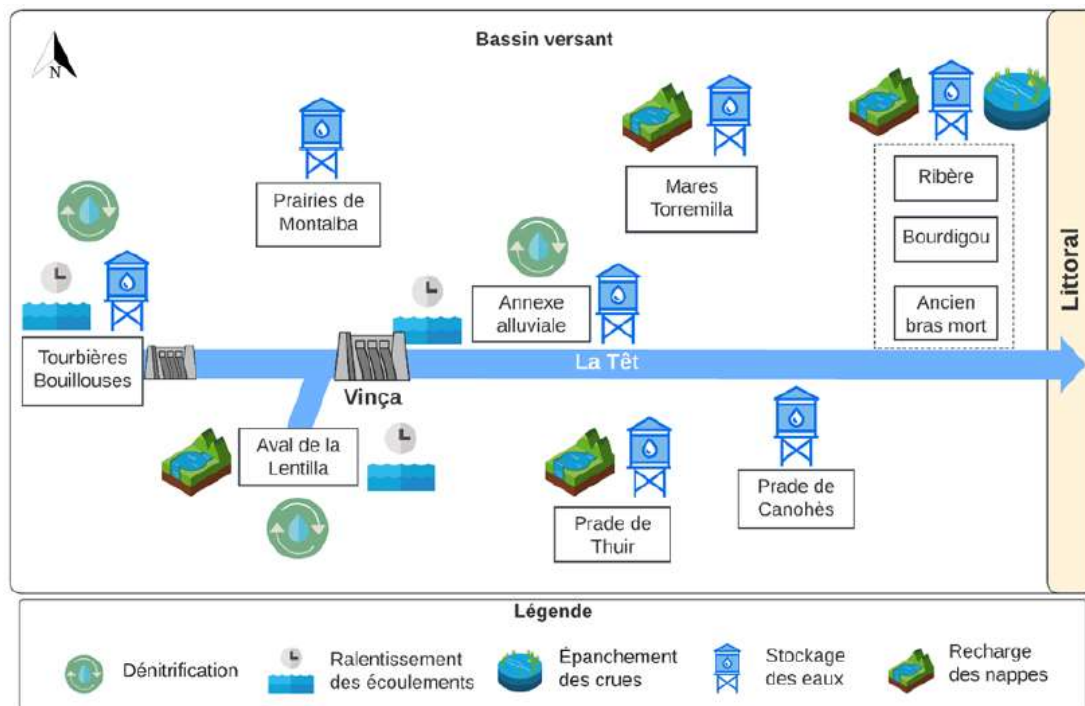 Bassin versant
N
Prairies de
Montalba
Mares
Torremilla
Ribère
Bourdigou
Ancien
bras mort
Annexe
alluviale
Tourbières
Bouillouses
La Têt
Vinça
Littoral
Aval de la
Lentilla
Prade de
Thuir
Prade de
Canohès
Légende
Dénitrification
Ralentissement
des écoulements
Épanchement
des crues
Stockage
des eaux
Recharge
des nappes